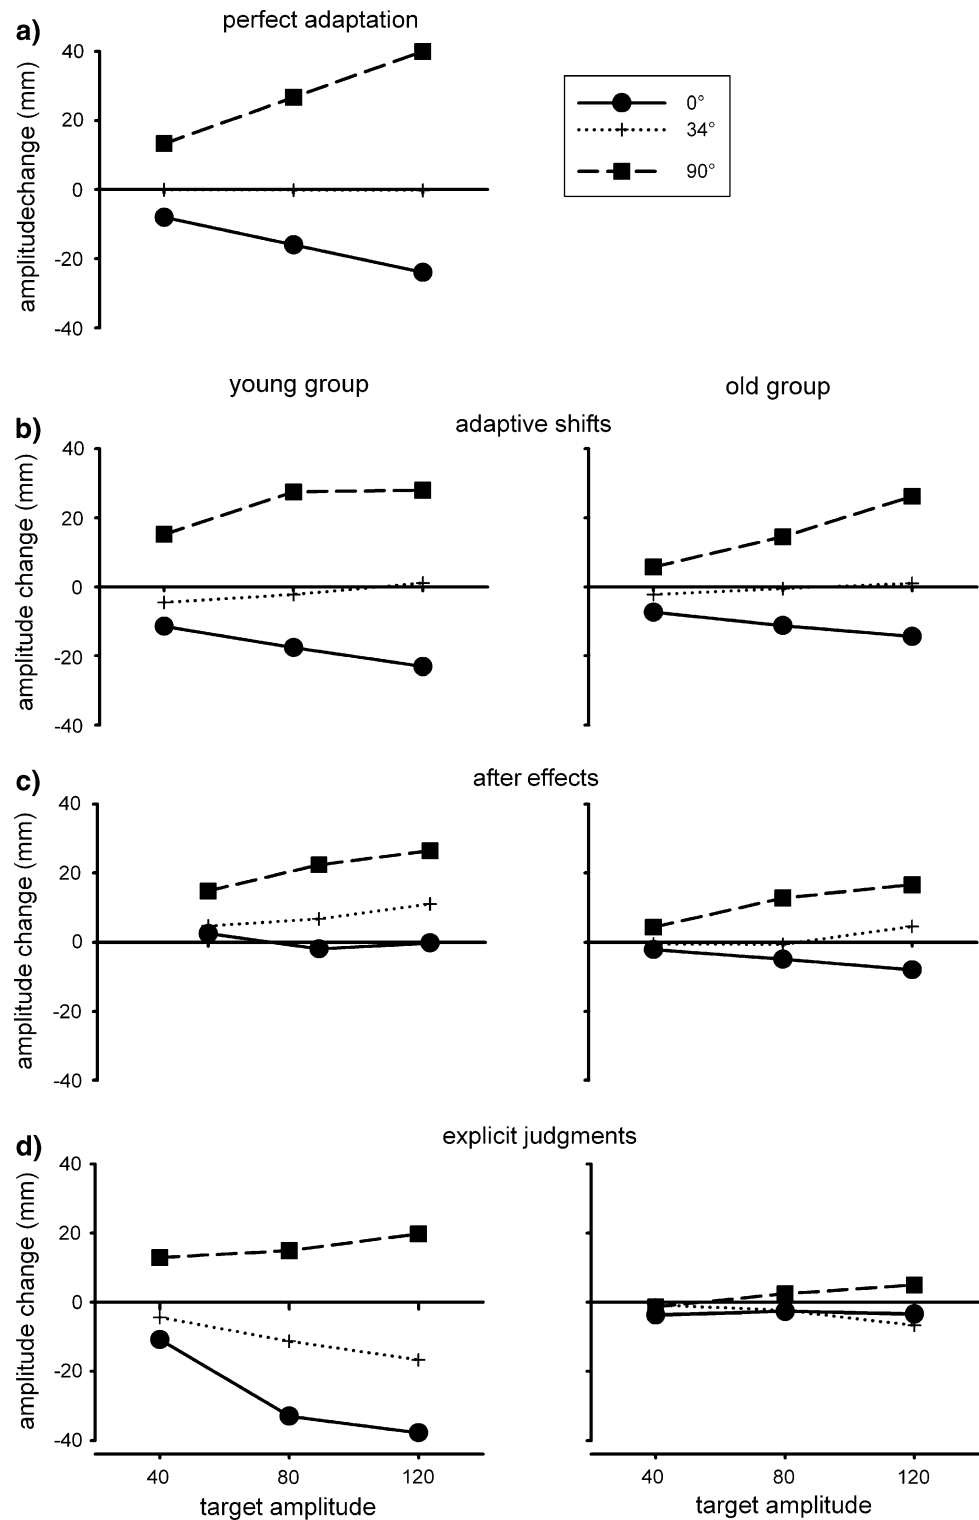 a)
perfect adaptation
amplitudechange (mm)
40
20
0
-20
-40
0°
34°
90°
young group
old group
b)
adaptive shifts
amplitude change (mm)
40
20
0
-20
-40
c)
after effects
amplitude change (mm)
40
20
0
-20
-40
d)
explicit judgments
amplitude change (mm)
40
20
0
-20
-40
40 80 120
target amplitude
40 80 120
target amplitude